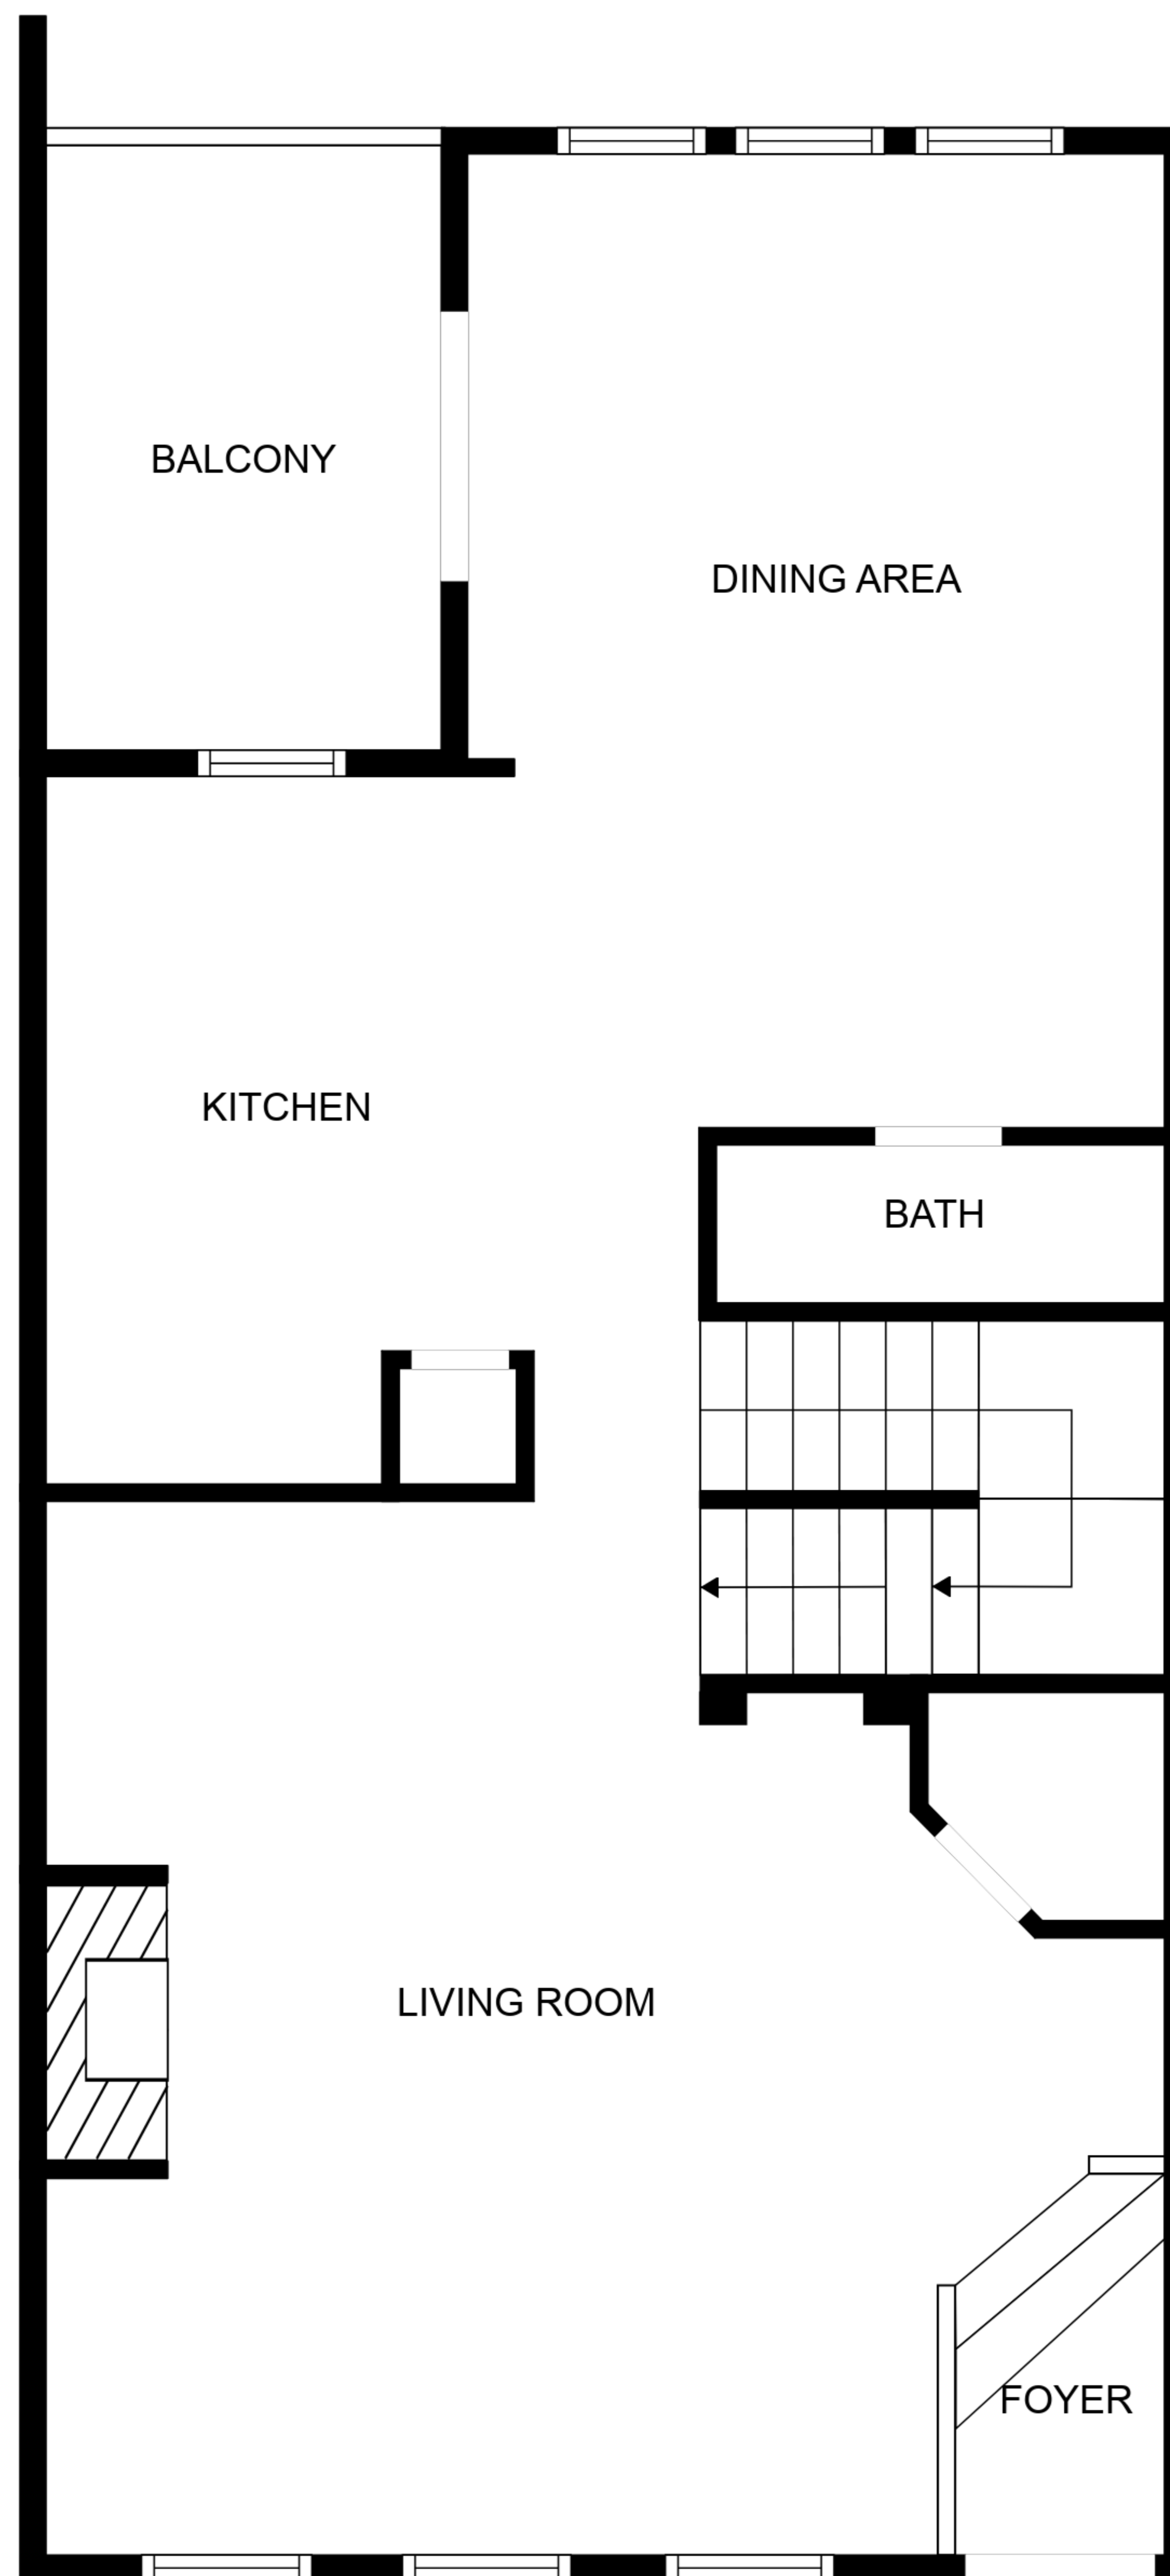 BALCONY
DINING AREA
KITCHEN
BATH
LIVING ROOM
FOYER